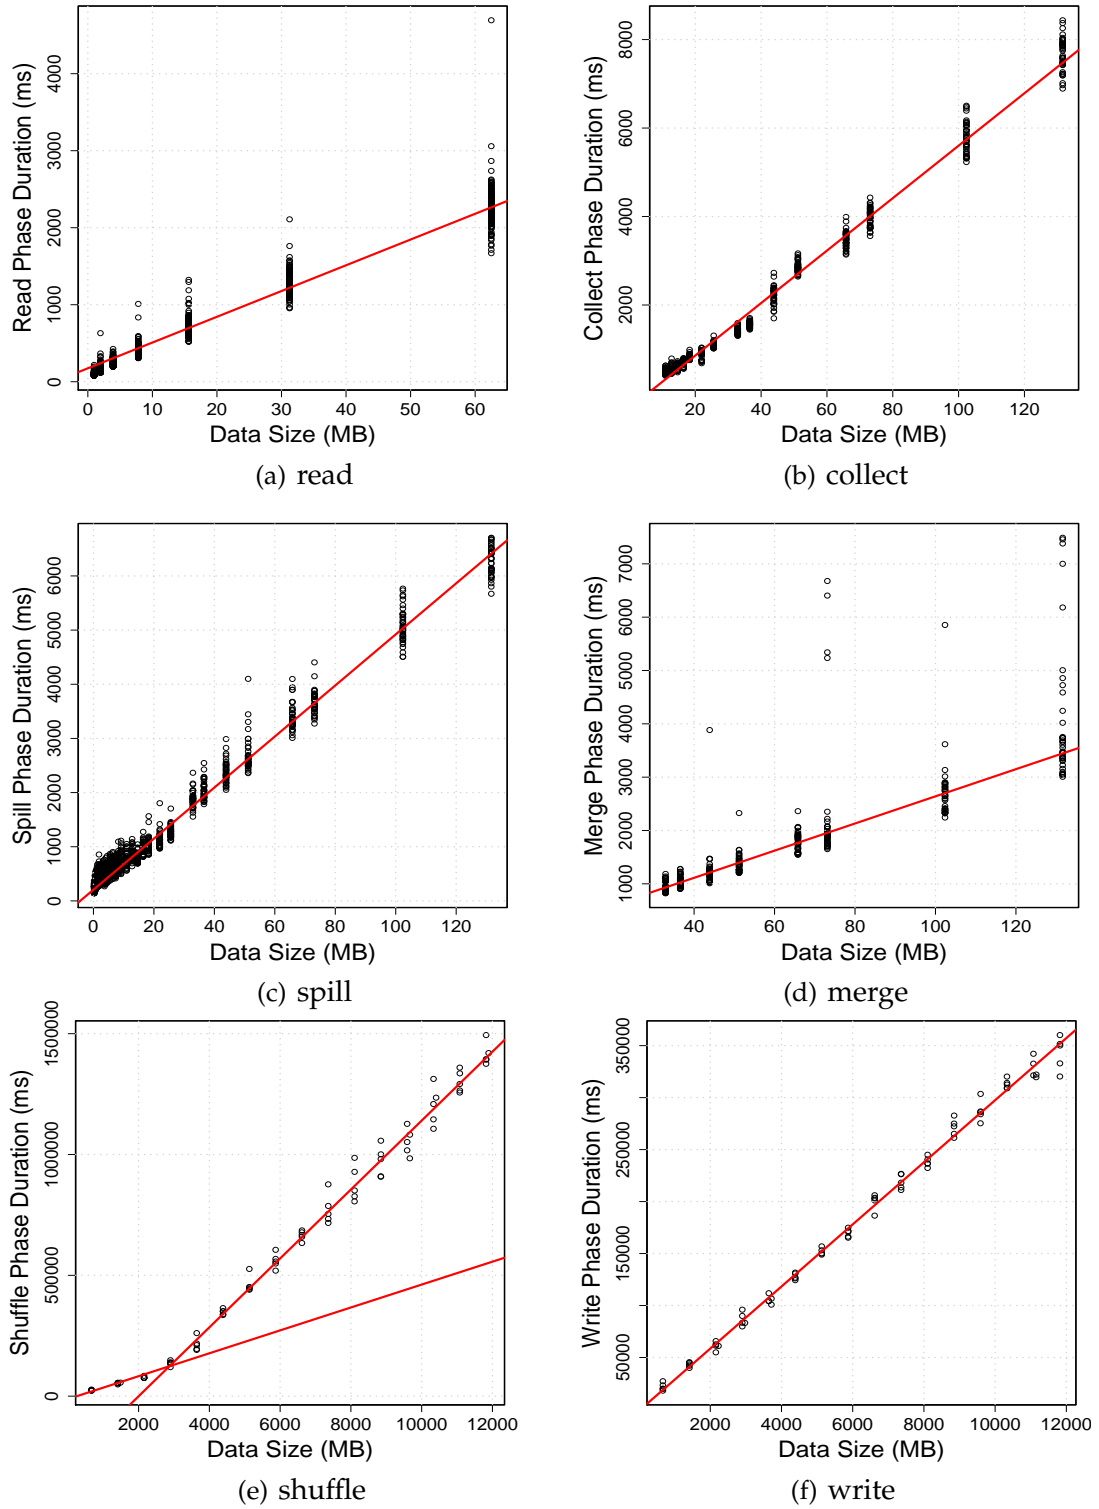 Read Phase Duration (ms)
0 1000 2000 3000 4000
0 10 20 30 40 50 60
Data Size (MB)
(a) read
Collect Phase Duration (ms)
2000 4000 6000 8000
20 40 60 80 100 120
Data Size (MB)
(b) collect
Spill Phase Duration (ms)
0 1000 2000 3000 4000 5000 6000
0 20 40 60 80 100 120
Data Size (MB)
(c) spill
Merge Phase Duration (ms)
1000 2000 3000 4000 5000 6000 7000
40 60 80 100 120
Data Size (MB)
(d) merge
Shuffle Phase Duration (ms)
0 500000 1000000 1500000
2000 4000 6000 8000 10000 12000
Data Size (MB)
(e) shuffle
Write Phase Duration (ms)
50000 150000 250000 350000
2000 4000 6000 8000 10000 12000
Data Size (MB)
(f) write